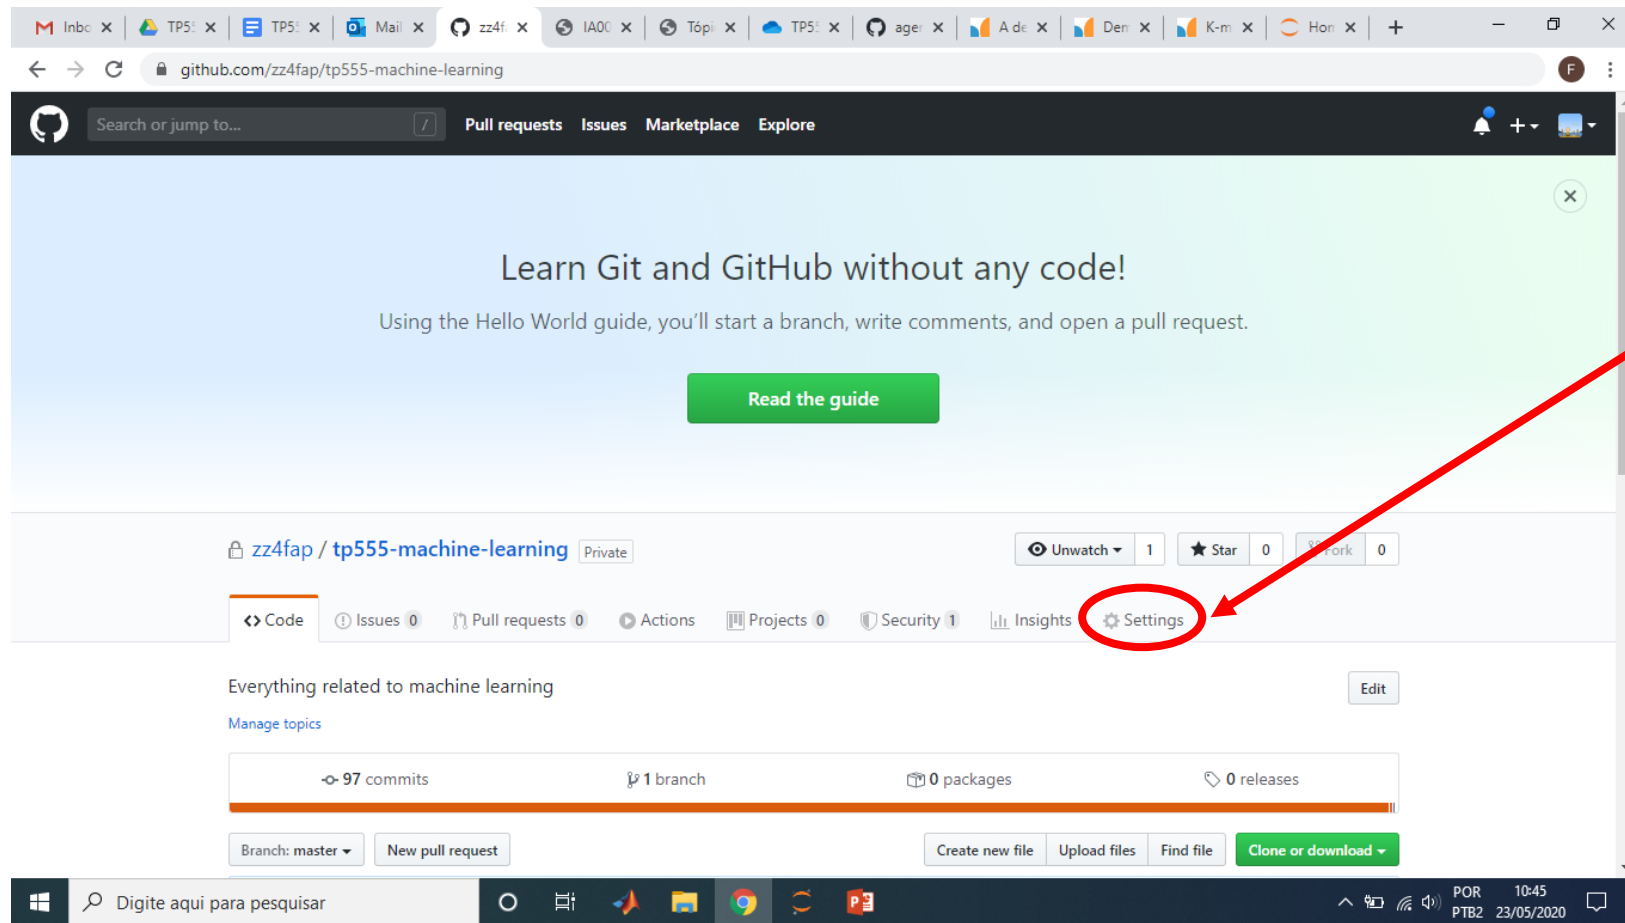 Inbo TP5 TP5 Mail zz4f IA00 Tópi TP5 ager A de Den K-m Hon
github.com/zz4fap/tp555-machine-learning F
Search or jump to... / Pull requests Issues Marketplace Explore
Learn Git and GitHub without any code!
Using the Hello World guide, you'll start a branch, write comments, and open a pull request.
Read the guide
zz4fap / tp555-machine-learning Private Unwatch 1 Star 0 Fork 0
Code Issues 0 Pull requests 0 Actions Projects 0 Security 1 Insights Settings
Everything related to machine learning Edit
Manage topics
97 commits 1 branch 0 packages 0 releases
Branch: master New pull request Create new file Upload files Find file Clone or download
Digite aqui para pesquisar POR 10:45
PTB2 23/05/2020